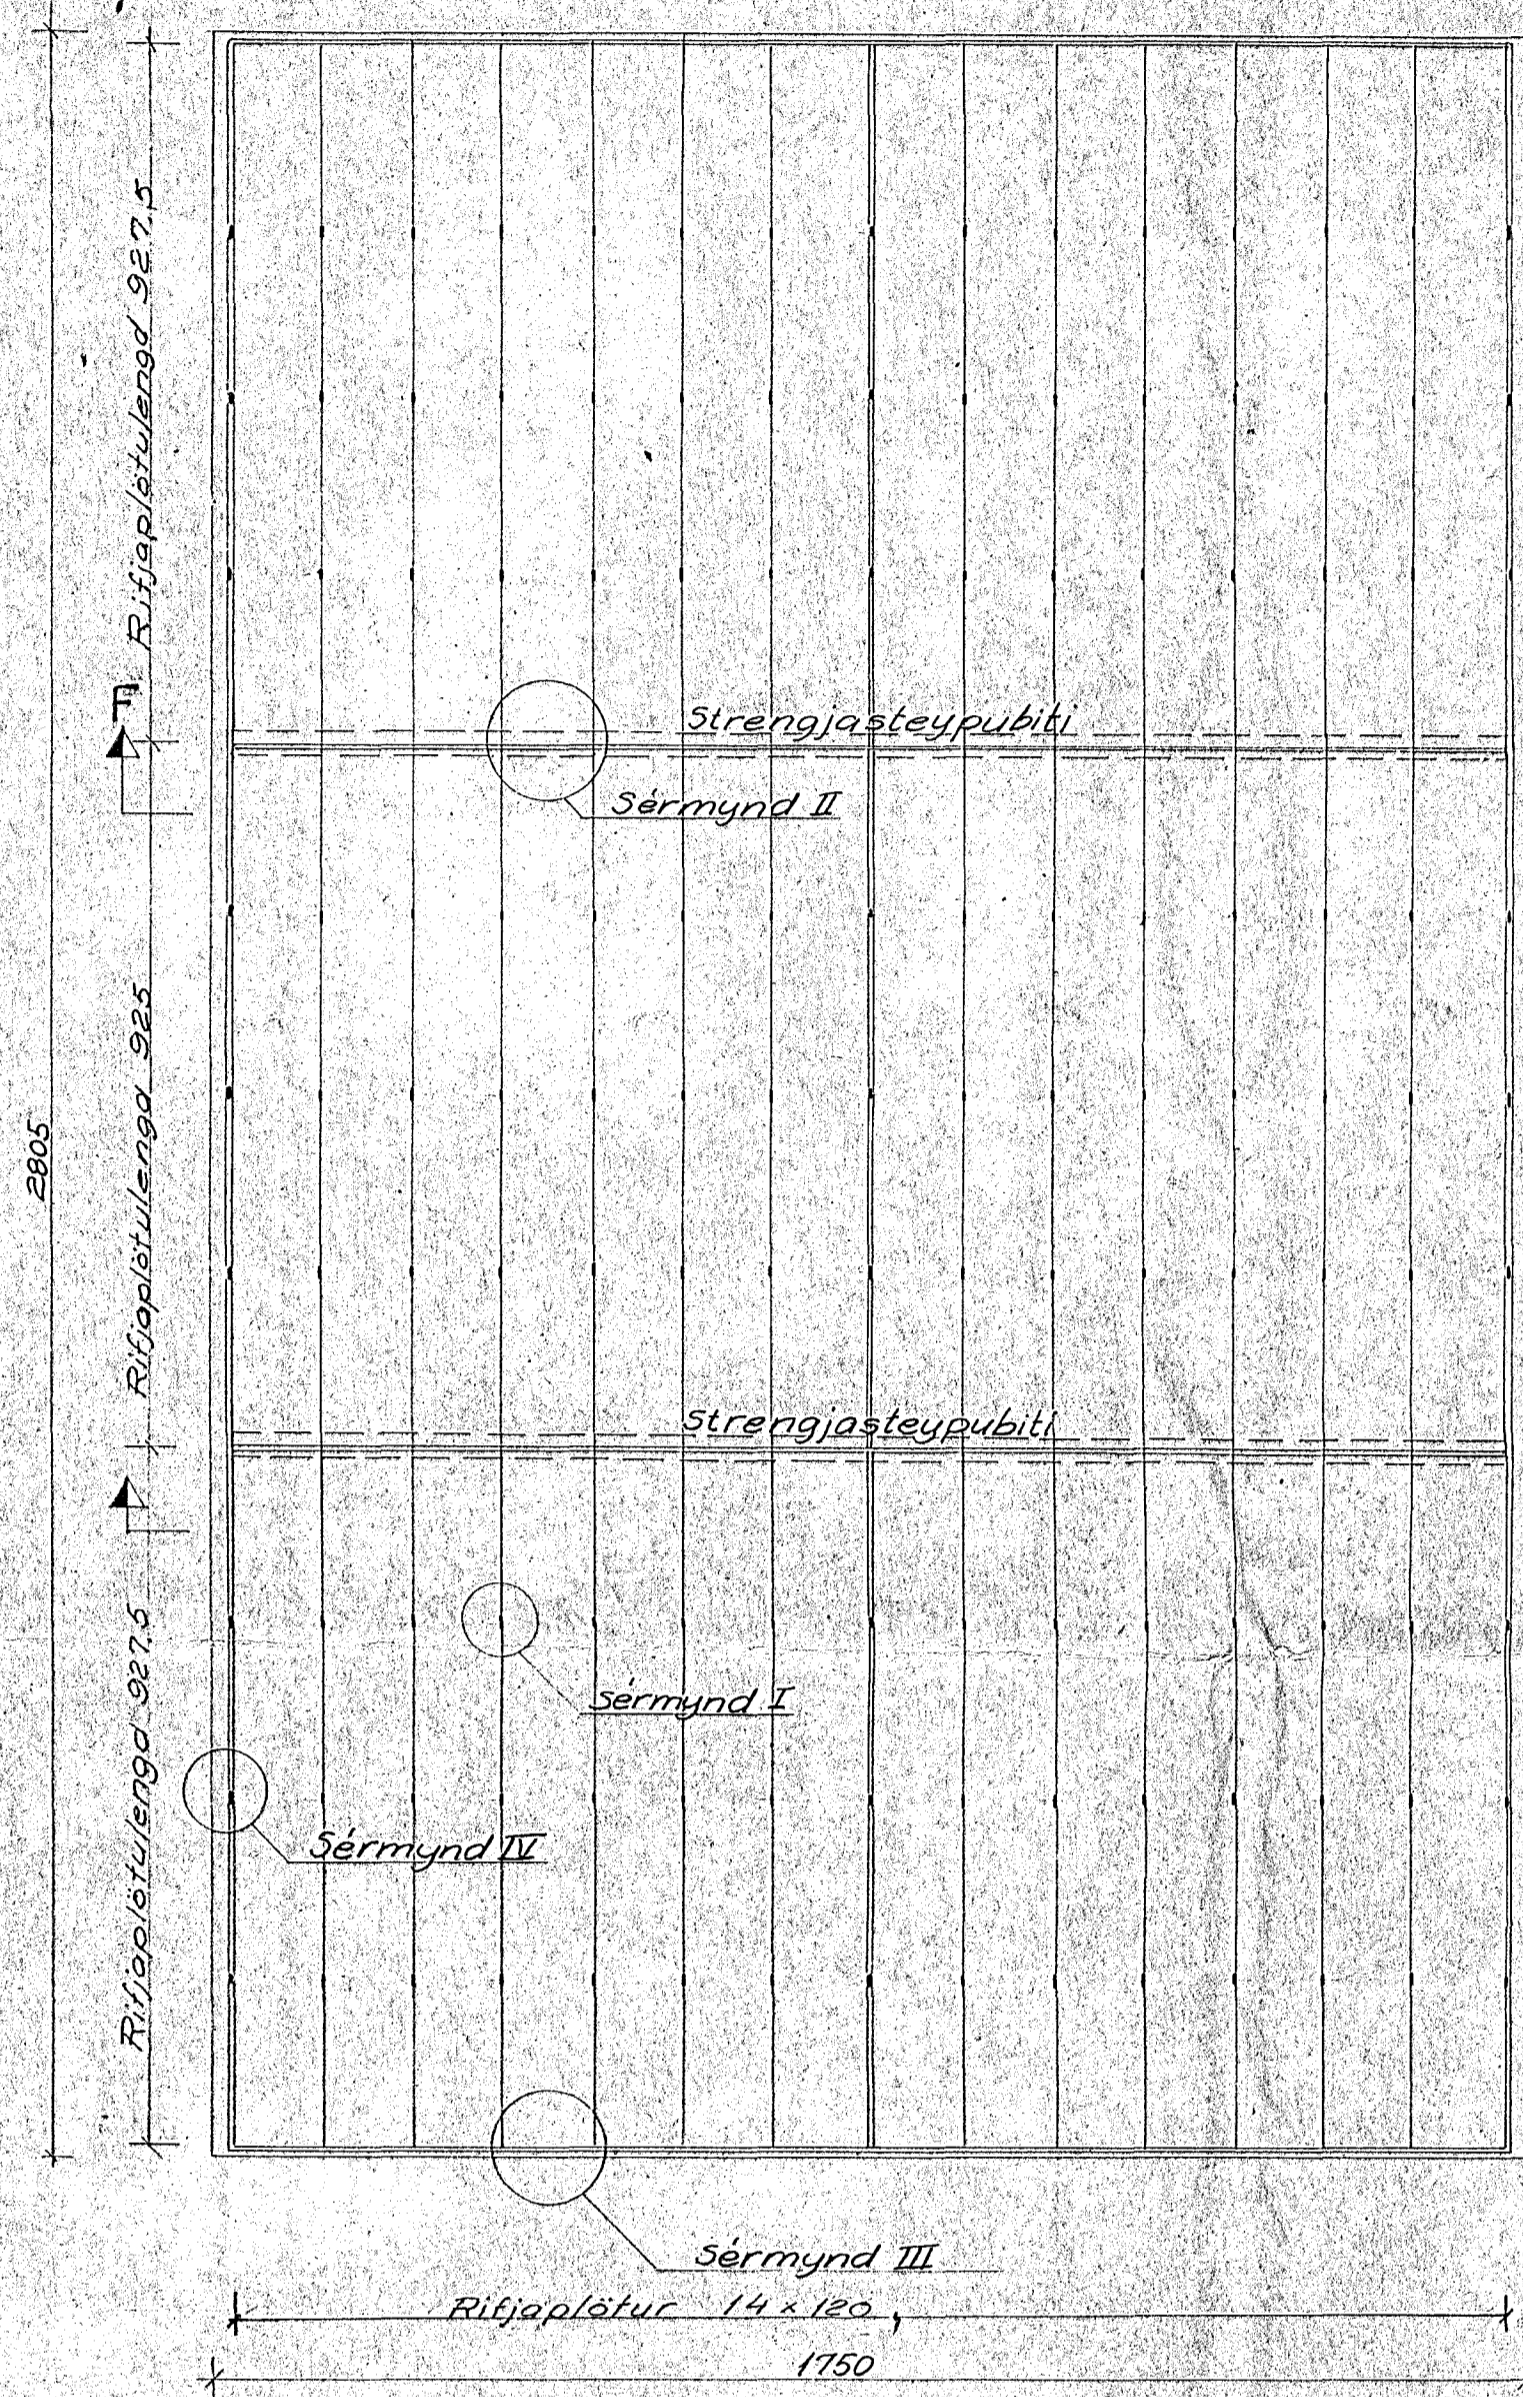 Rifjaplötulengd 927.5
F
Strengjasteypubiti
Sérmynd II
Rifjaplötulengd 925
2805
Strengjasteypubiti
Sérmynd I
Rifjaplötulengd 927.5
Sérmynd IV
Sérmynd III
Rifjaplötur 14 x 120
1750